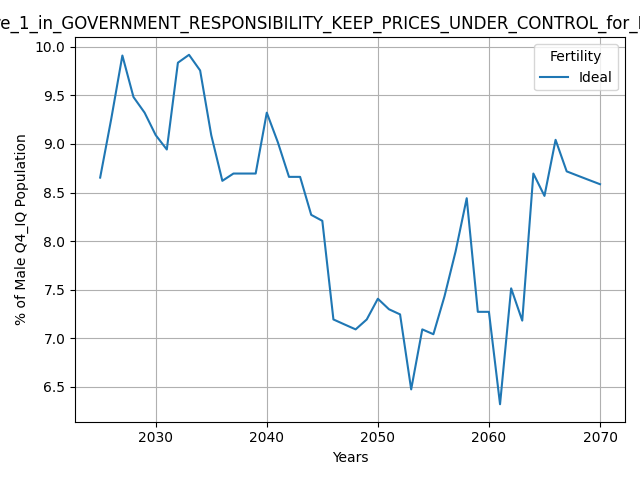 e_1_in_GOVERNMENT_RESPONSIBILITY_KEEP_PRICES_UNDER_CONTROL_for_
Fertility
Ideal
10.0
9.5
9.0
8.5
8.0
7.5
7.0
6.5
% of Male Q4_IQ Population
2030 2040 2050 2060 2070
Years